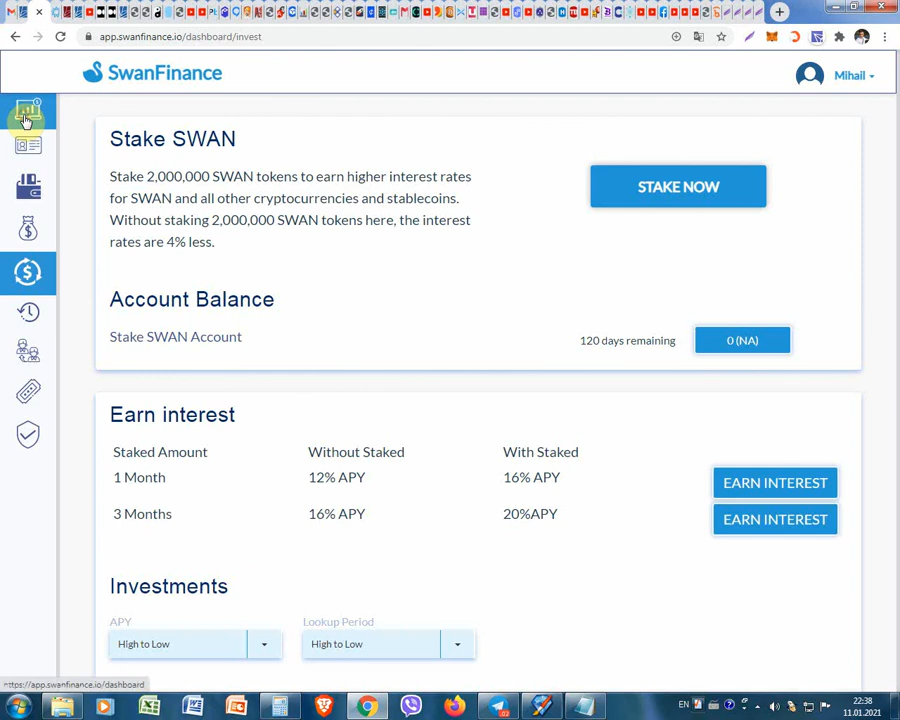 app.swanfinance.io/dashboard/invest
SwanFinance
Mihail
Stake SWAN
Stake 2,000,000 SWAN tokens to earn higher interest rates
for SWAN and all other cryptocurrencies and stablecoins.
Without staking 2,000,000 SWAN tokens here, the interest
rates are 4% less.
STAKE NOW
Account Balance
Stake SWAN Account
120 days remaining
0 (NA)
Earn interest
Staked Amount Without Staked With Staked
1 Month 12% APY 16% APY
EARN INTEREST
3 Months 16% APY 20%APY
EARN INTEREST
Investments
APY Lookup Period
High to Low High to Low
https://app.swanfinance.io/dashboard
EN
22:38
11.01.2021